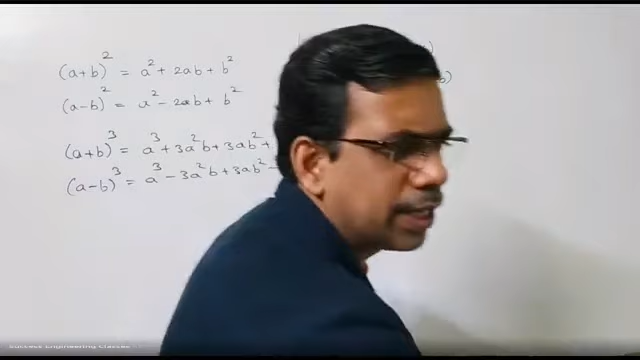 (a+b)² = a² + 2ab + b²
(a-b)² = a² - 2ab + b²
(a+b)³ = a³ + 3a²b + 3ab² +
(a-b)³ = a³ - 3a²b + 3ab² -
b)
Success Engineering Classes